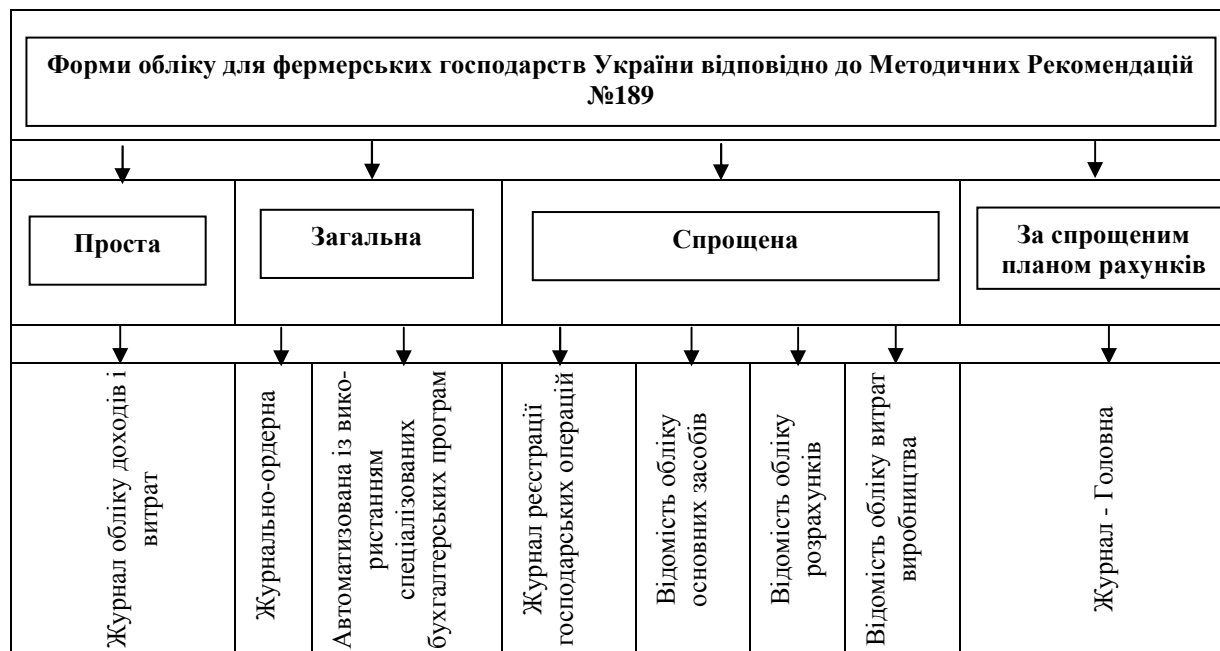 Форми обліку для фермерських господарств України відповідно до Методичних Рекомендацій
№189
Проста
Загальна
Спрощена
За спрощеним
планом рахунків
Журнал обліку доходів і
витрат
Журнально-ордерна
Автоматизована із вико-
ристанням
спеціалізованих
бухгалтерських програм
Журнал реєстрації
господарських операцій
Відомість обліку
основних засобів
Відомість обліку
розрахунків
Відомість обліку витрат
виробництва
Журнал - Головна